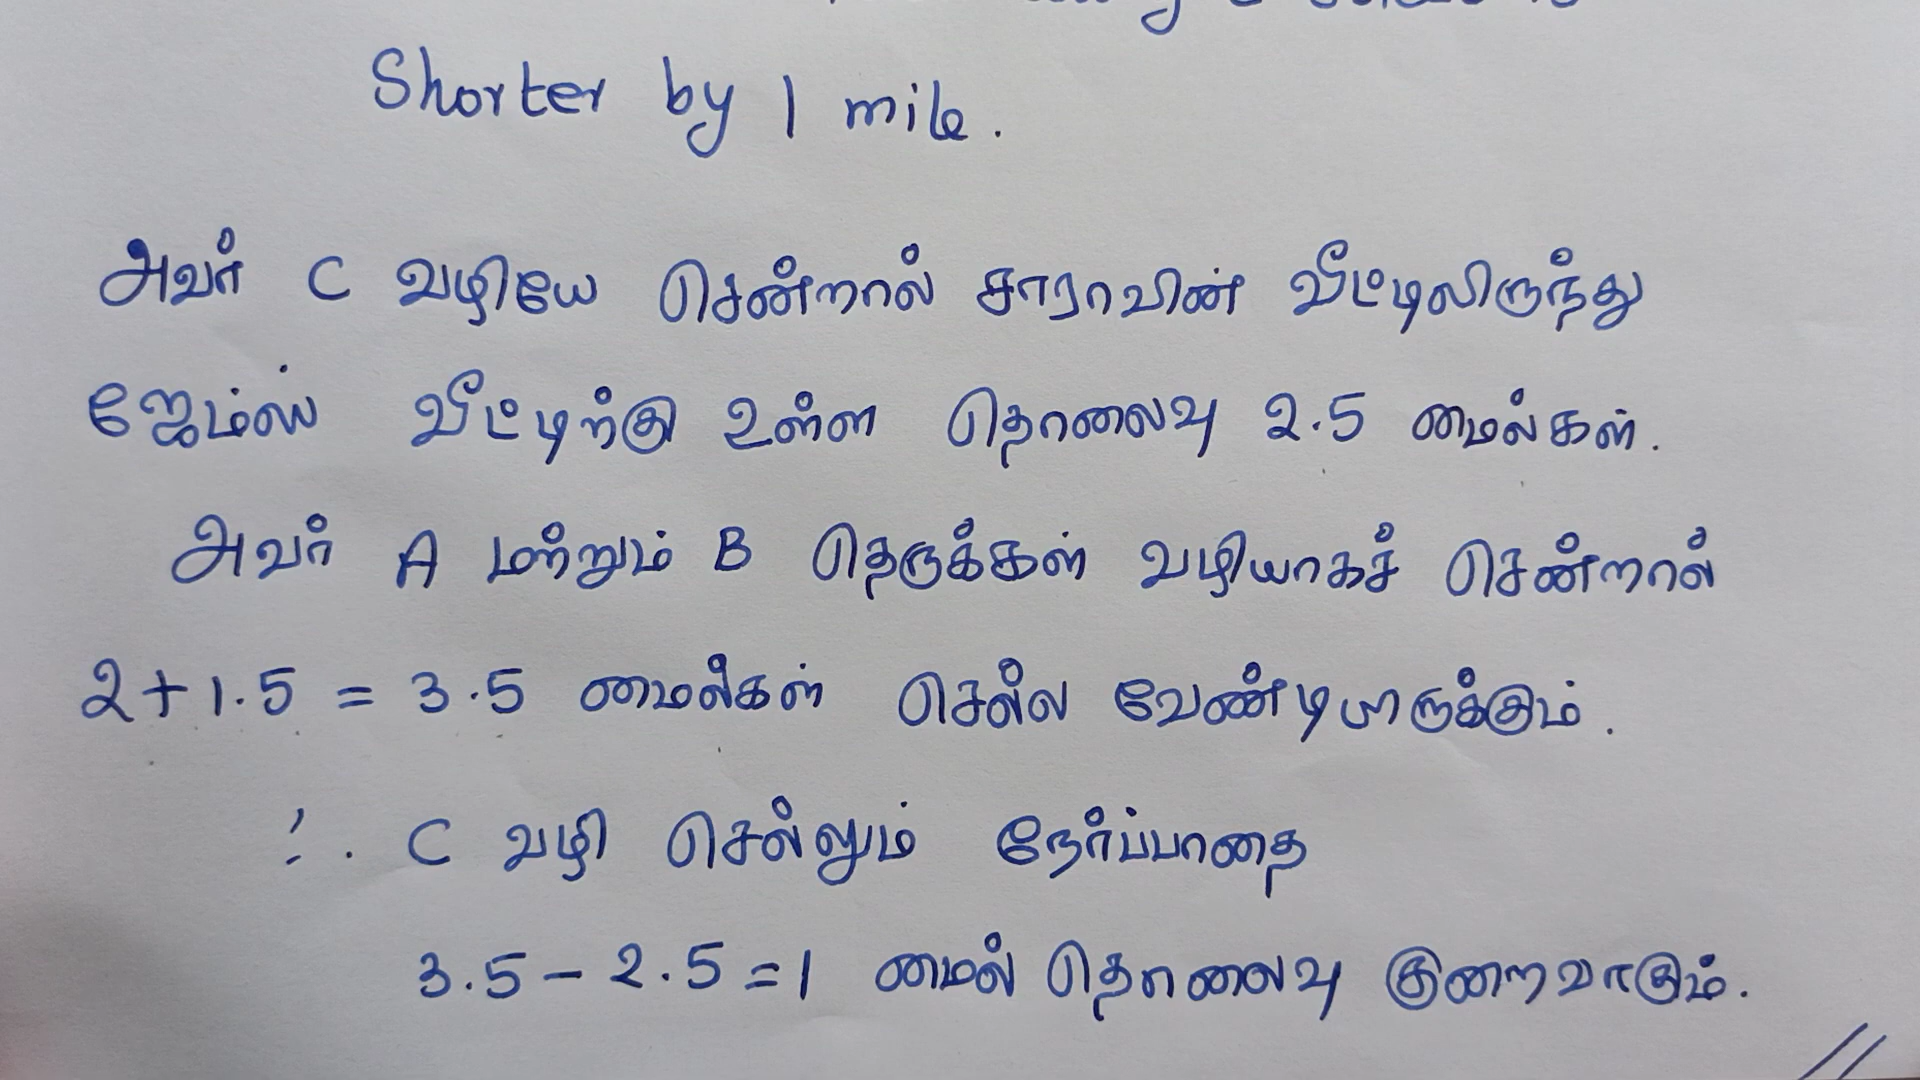 Shorter by 1 mile.
அவர் C வழியே சென்றால் சாராவின் வீட்டிலிருந்து
ஜேம்ஸ் வீட்டிற்கு உள்ள தொலைவு 2.5 மைல்கள்.
அவர் A மற்றும் B தெருக்கள் வழியாகச் சென்றால்
2+1.5 = 3.5 மைல்கள் செல்ல வேண்டியிருக்கும்.
∴ C வழி செல்லும் நேர்ப்பாதை
3.5 - 2.5 = 1 மைல் தொலைவு குறைவாகும்.